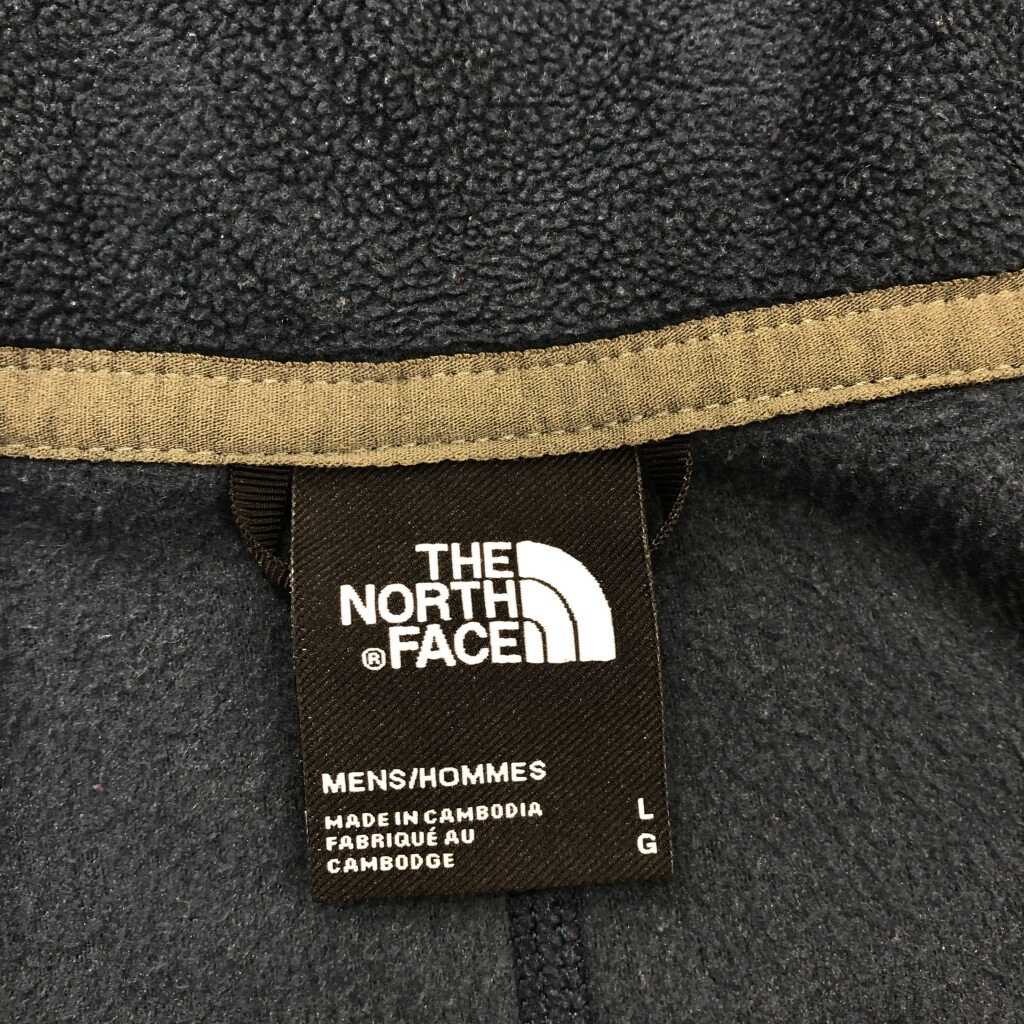 THE
NORTH
® FACE
MENS/HOMMES
MADE IN CAMBODIA
FABRIQUÉ AU
CAMBODGE
L
G